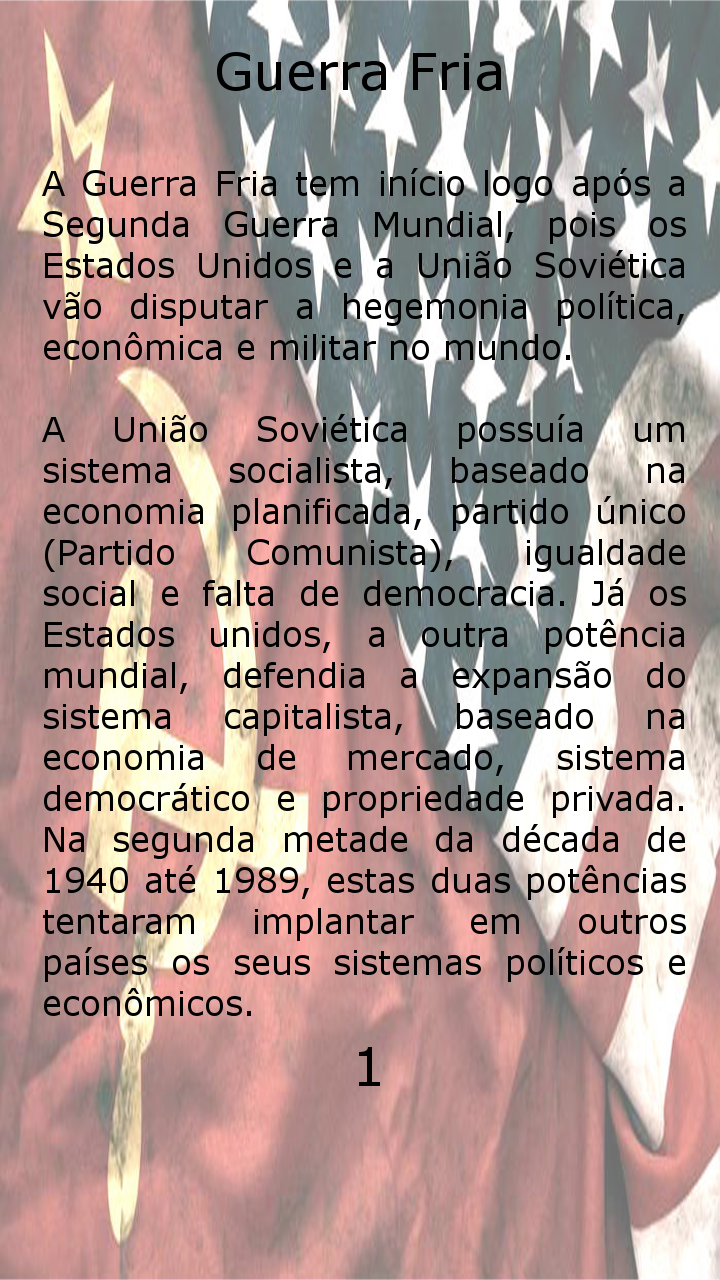 Guerra Fria
A Guerra Fria tem início logo após a
Segunda Guerra Mundial, pois os
Estados Unidos e a União Soviética
vão disputar a hegemonia política,
econômica e militar no mundo.
A União Soviética possuía um
sistema socialista, baseado na
economia planificada, partido único
(Partido Comunista), igualdade
social e falta de democracia. Já os
Estados unidos, a outra potência
mundial, defendia a expansão do
sistema capitalista, baseado na
economia de mercado, sistema
democrático e propriedade privada.
Na segunda metade da década de
1940 até 1989, estas duas potências
tentaram implantar em outros
países os seus sistemas políticos e
econômicos.
1